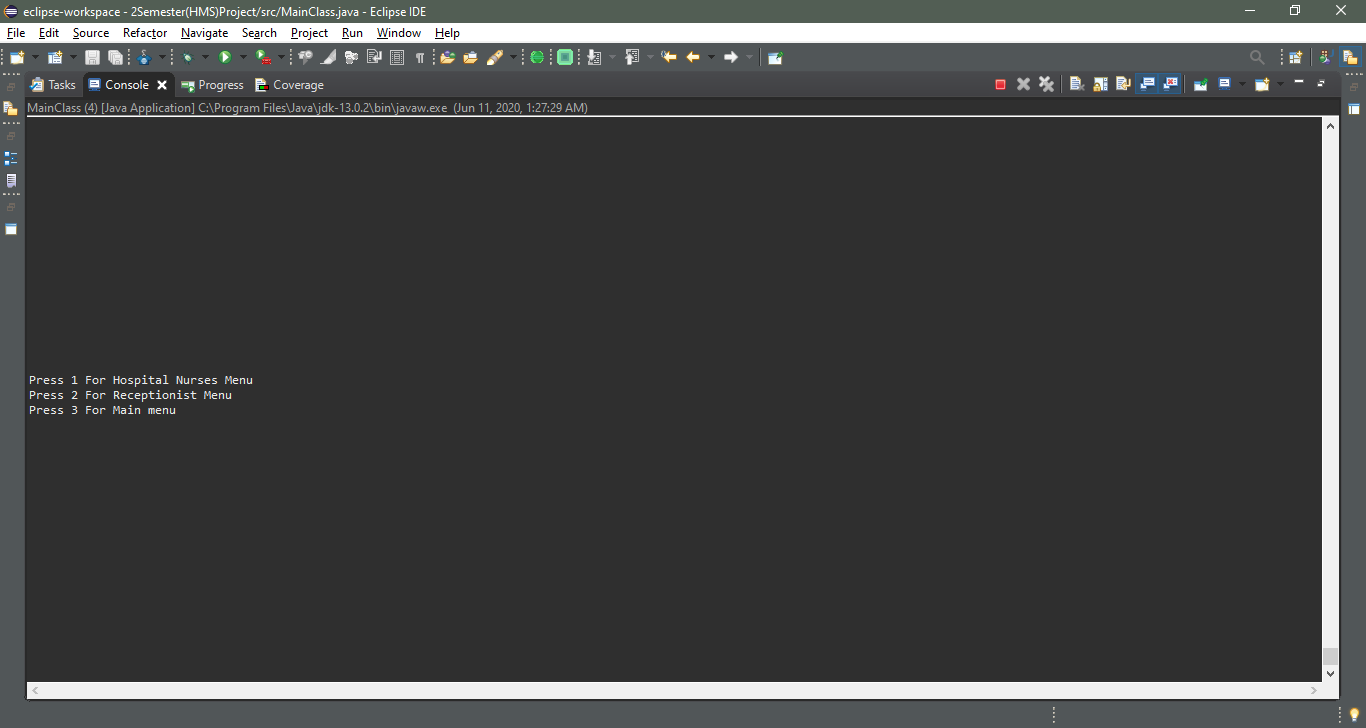 eclipse-workspace - 2Semester(HMS)Project/src/MainClass.java - Eclipse IDE
File Edit Source Refactor Navigate Search Project Run Window Help
Tasks Console Progress Coverage
MainClass (4) [Java Application] C:\Program Files\Java\jdk-13.0.2\bin\javaw.exe (Jun 11, 2020, 1:27:29 AM)
Press 1 For Hospital Nurses Menu
Press 2 For Receptionist Menu
Press 3 For Main menu